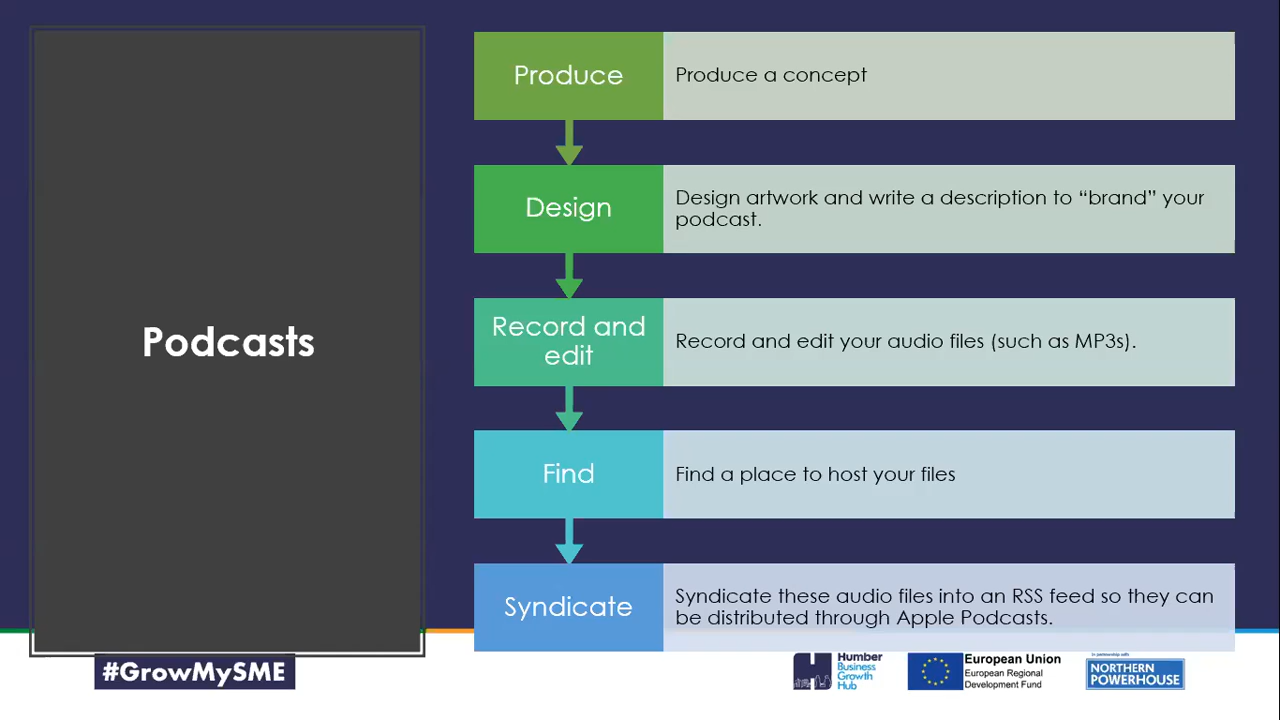 Podcasts
Produce
Produce a concept
Design
Design artwork and write a description to “brand” your
podcast.
Record and
edit
Record and edit your audio files (such as MP3s).
Find
Find a place to host your files
Syndicate
Syndicate these audio files into an RSS feed so they can
be distributed through Apple Podcasts.
#GrowMySME
Humber
Business
Growth
Hub
European Union
European Regional
Development Fund
in partnership with
NORTHERN
POWERHOUSE